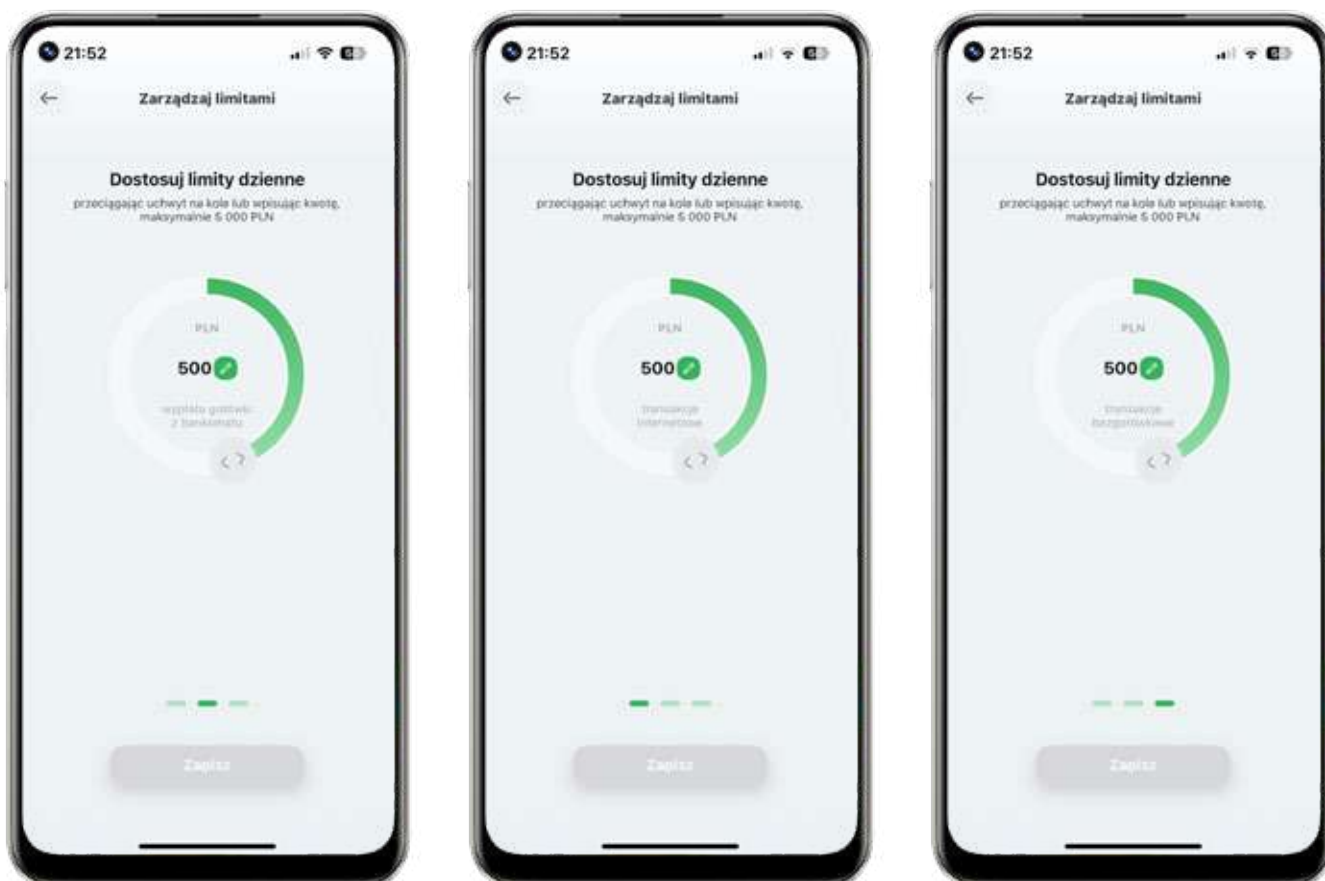 21:52
Zarządzaj limitami
Dostosuj limity dzienne
przeciągając uchwyt na kole lub wpisując kwotę,
maksymalnie 5 000 PLN
PLN
500
wypłata gotówki
z bankomatu
Zapisz
21:52
Zarządzaj limitami
Dostosuj limity dzienne
przeciągając uchwyt na kole lub wpisując kwotę,
maksymalnie 5 000 PLN
PLN
500
transakcje
internetowe
Zapisz
21:52
Zarządzaj limitami
Dostosuj limity dzienne
przeciągając uchwyt na kole lub wpisując kwotę,
maksymalnie 5 000 PLN
PLN
500
transakcje
bezgotówkowe
Zapisz